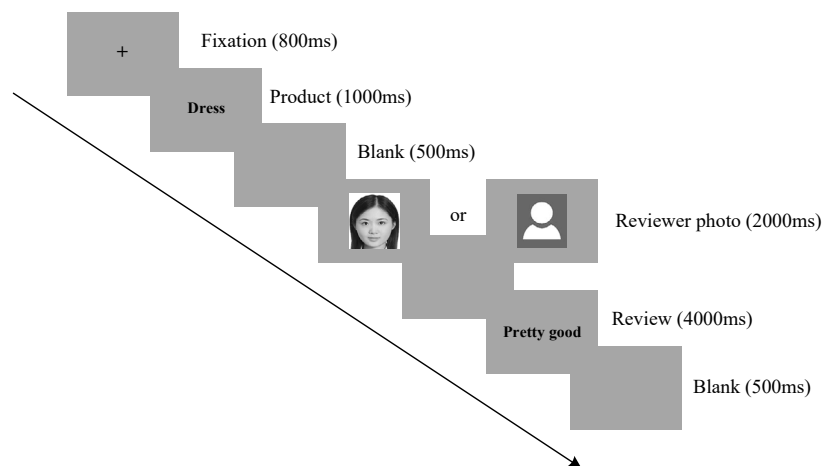 +
Fixation (800ms)
Dress
Product (1000ms)
Blank (500ms)
or
Reviewer photo (2000ms)
Pretty good
Review (4000ms)
Blank (500ms)